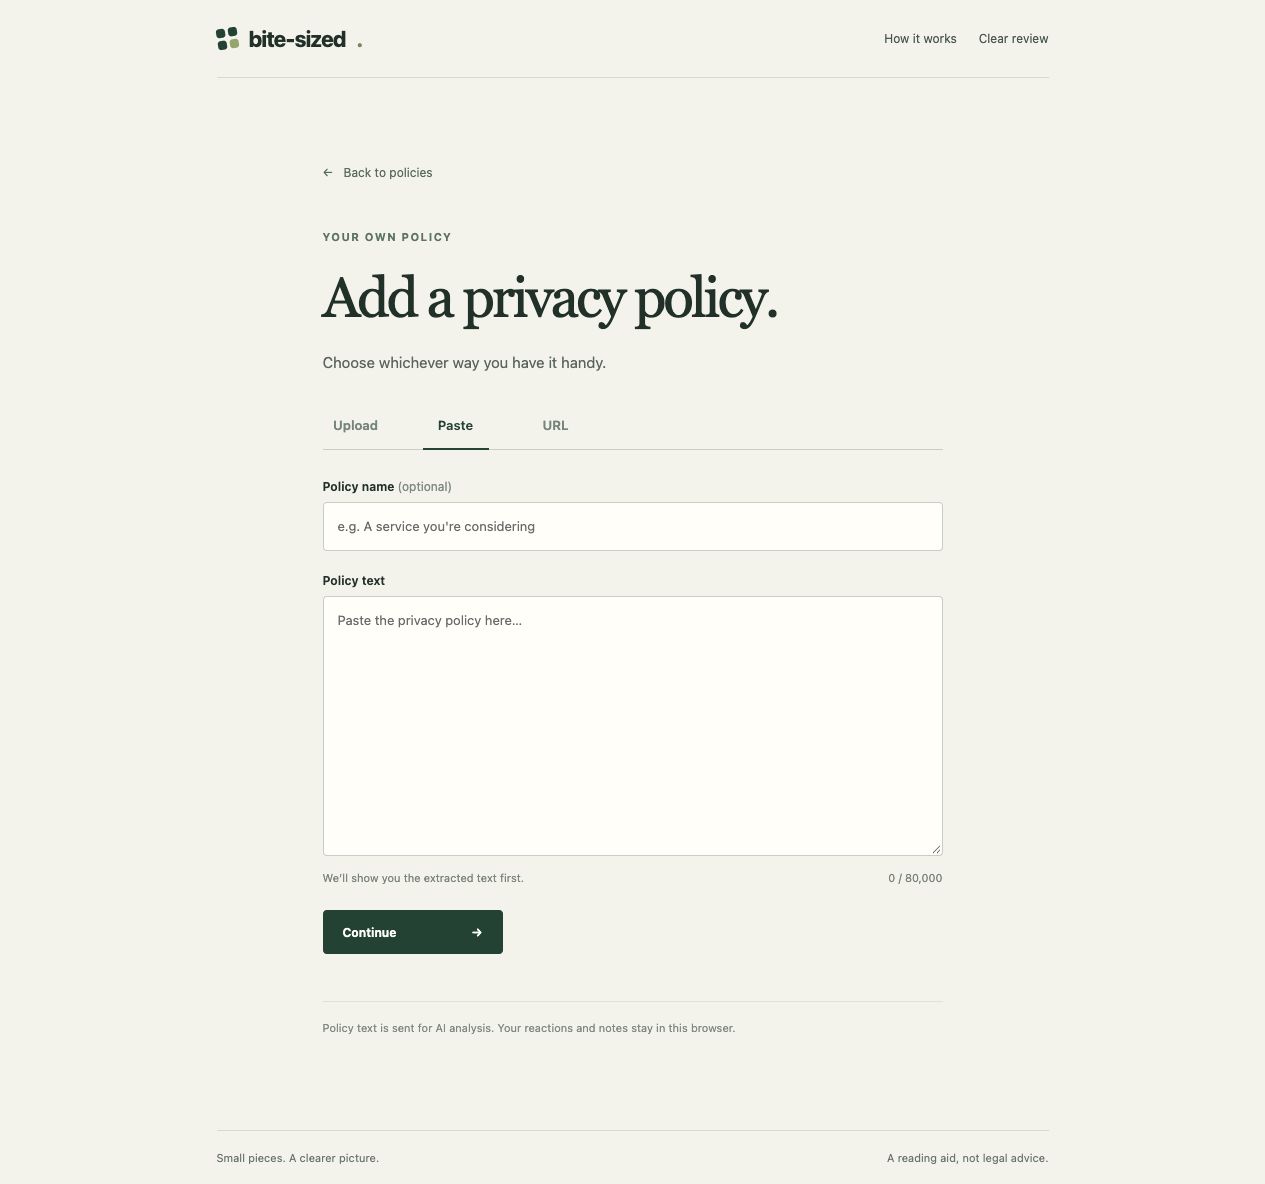 bite-sized .
How it works
Clear review
← Back to policies
YOUR OWN POLICY
Add a privacy policy.
Choose whichever way you have it handy.
Upload
Paste
URL
Policy name (optional)
e.g. A service you're considering
Policy text
Paste the privacy policy here...
We'll show you the extracted text first.
0 / 80,000
Continue →
Policy text is sent for AI analysis. Your reactions and notes stay in this browser.
Small pieces. A clearer picture.
A reading aid, not legal advice.